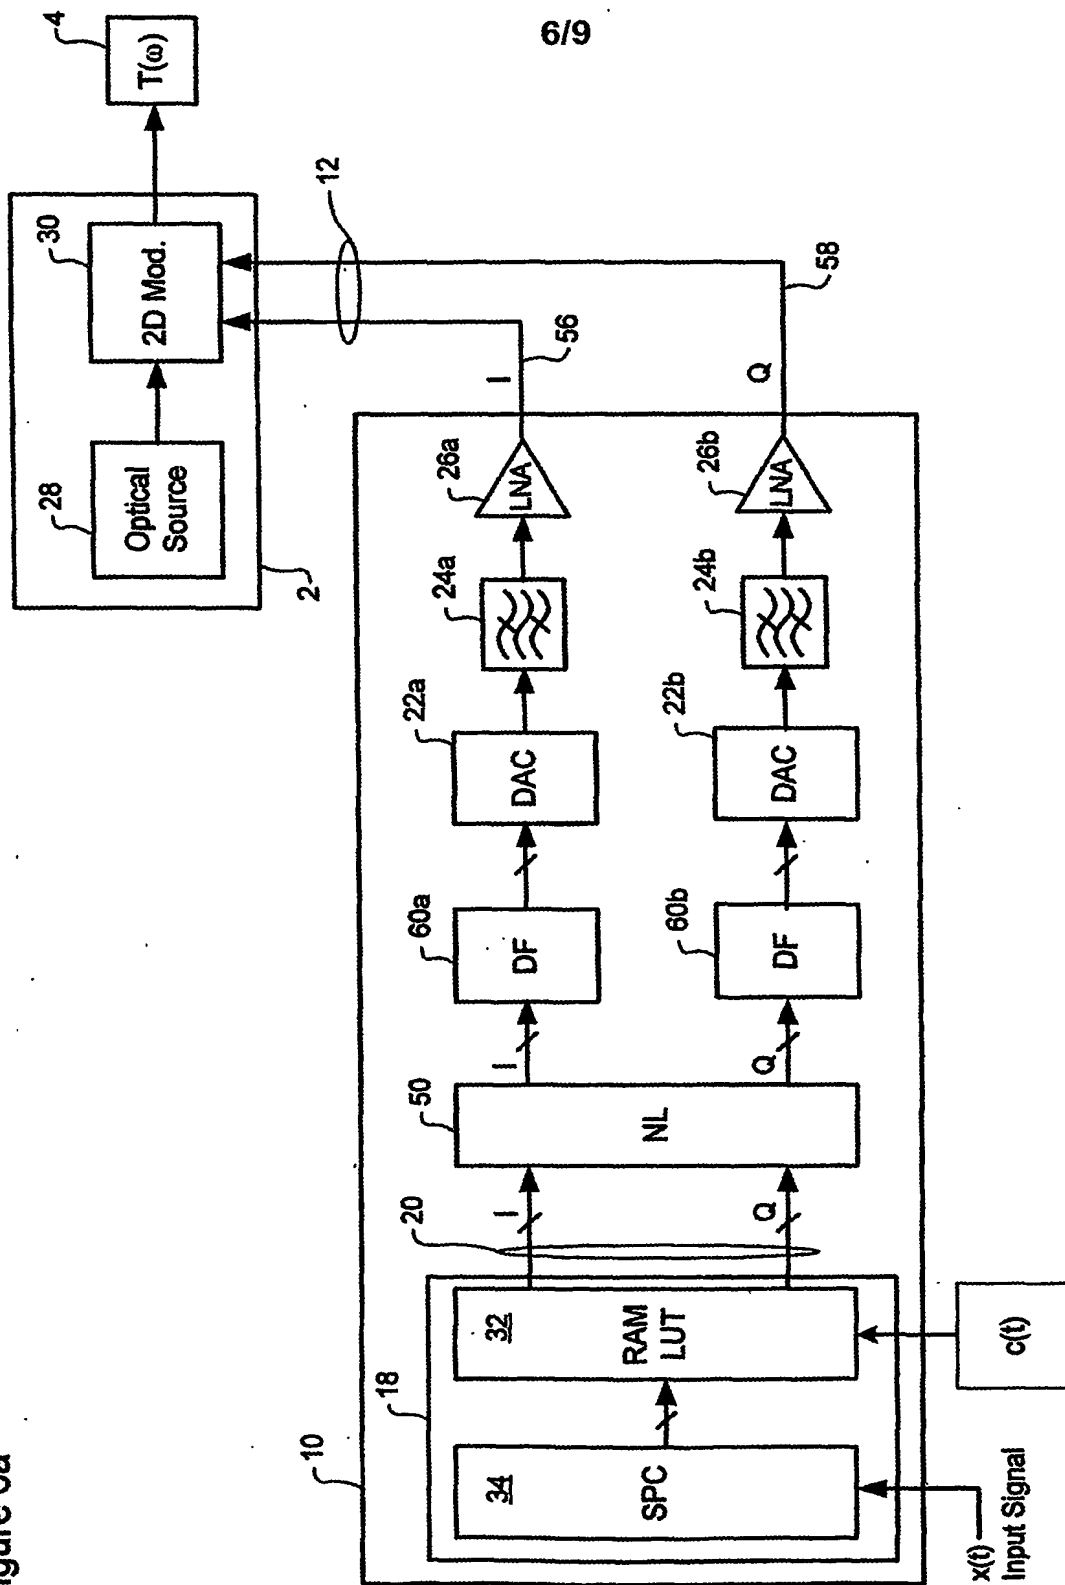 6/9
4
T(ω)
30
2D Mod.
12
28
Optical
Source
2
I
56
Q
58
26a
LNA
26b
LNA
24a
24b
22a
DAC
22b
DAC
60a
DF
60b
DF
I
Q
50
NL
20
I
Q
18
32
RAM
LUT
c(t)
10
34
SPC
x(t)
Input Signal